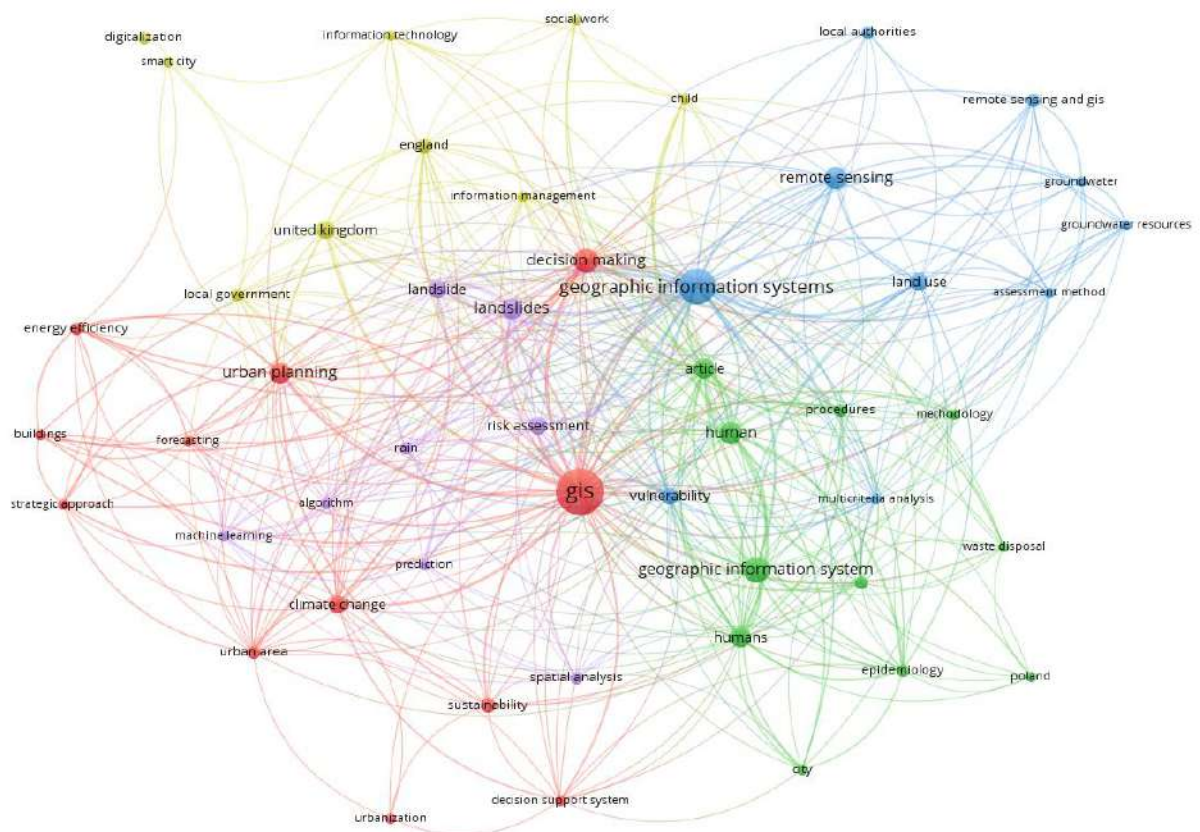 social work
local authorities
information technology
digitalization
smart city
child
remote sensing and gis
england
remote sensing
groundwater
information management
groundwater resources
united kingdom
decision making
geographic information systems
land use
assessment method
landslide
local government
landslides
energy efficiency
urban planning
article
procedures
methodology
risk assessment
human
buildings
forecasting
rain
gis
vulnerability
multicriteria analysis
strategic approach
algorithm
machine learning
waste disposal
prediction
geographic information system
climate change
humans
urban area
epidemiology
poland
spatial analysis
sustainability
city
decision support system
urbanization